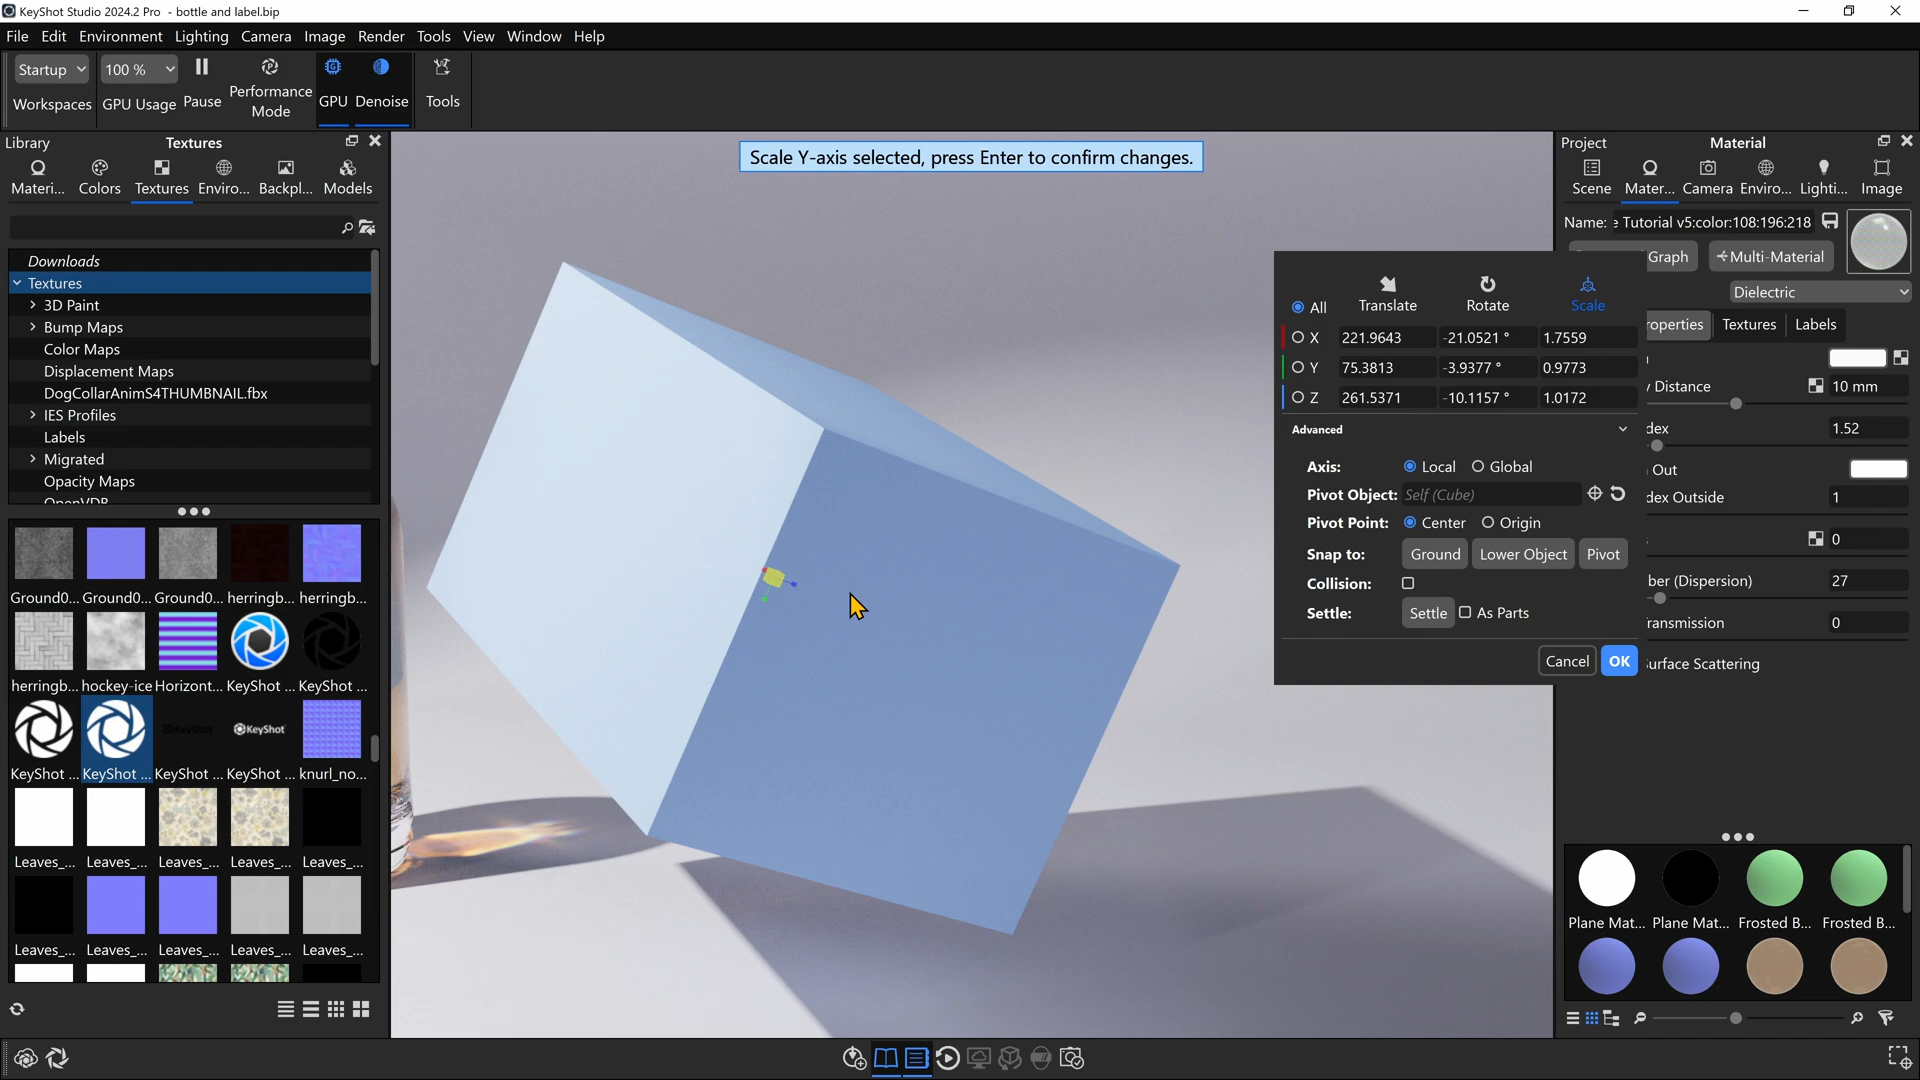 KeyShot Studio 2024.2 Pro - bottle and label.bip
File Edit Environment Lighting Camera Image Render Tools View Window Help
Startup 100 %
Workspaces GPU Usage Pause Performance Mode GPU Denoise Tools
Library Textures
Materi... Colors Textures Enviro... Backpl... Models
Downloads
Textures
3D Paint
Bump Maps
Color Maps
Displacement Maps
DogCollarAnimS4THUMBNAIL.fbx
IES Profiles
Labels
Migrated
Opacity Maps
OpenVDB
Ground0... Ground0... Ground0... herringb... herringb...
herringb... hockey-ice Horizont... KeyShot ... KeyShot ...
KeyShot
KeyShot ... KeyShot ... KeyShot ... KeyShot ... knurl_no...
Leaves_... Leaves_... Leaves_... Leaves_... Leaves_...
Leaves_... Leaves_... Leaves_... Leaves_... Leaves_...
Scale Y-axis selected, press Enter to confirm changes.
All Translate Rotate Scale
X 221.9643 -21.0521 ° 1.7559
Y 75.3813 -3.9377 ° 0.9773
Z 261.5371 -10.1157 ° 1.0172
Advanced
Axis: Local Global
Pivot Object: Self (Cube)
Pivot Point: Center Origin
Snap to: Ground Lower Object Pivot
Collision:
Settle: Settle As Parts
Cancel OK
Project Material
Scene Mater... Camera Enviro... Lighti... Image
Name: e Tutorial v5:color:108:196:218
Graph Multi-Material
Dielectric
roperties Textures Labels
y Distance 10 mm
dex 1.52
Out
dex Outside 1
0
ber (Dispersion) 27
ransmission 0
urface Scattering
Plane Mat... Plane Mat... Frosted B... Frosted B...